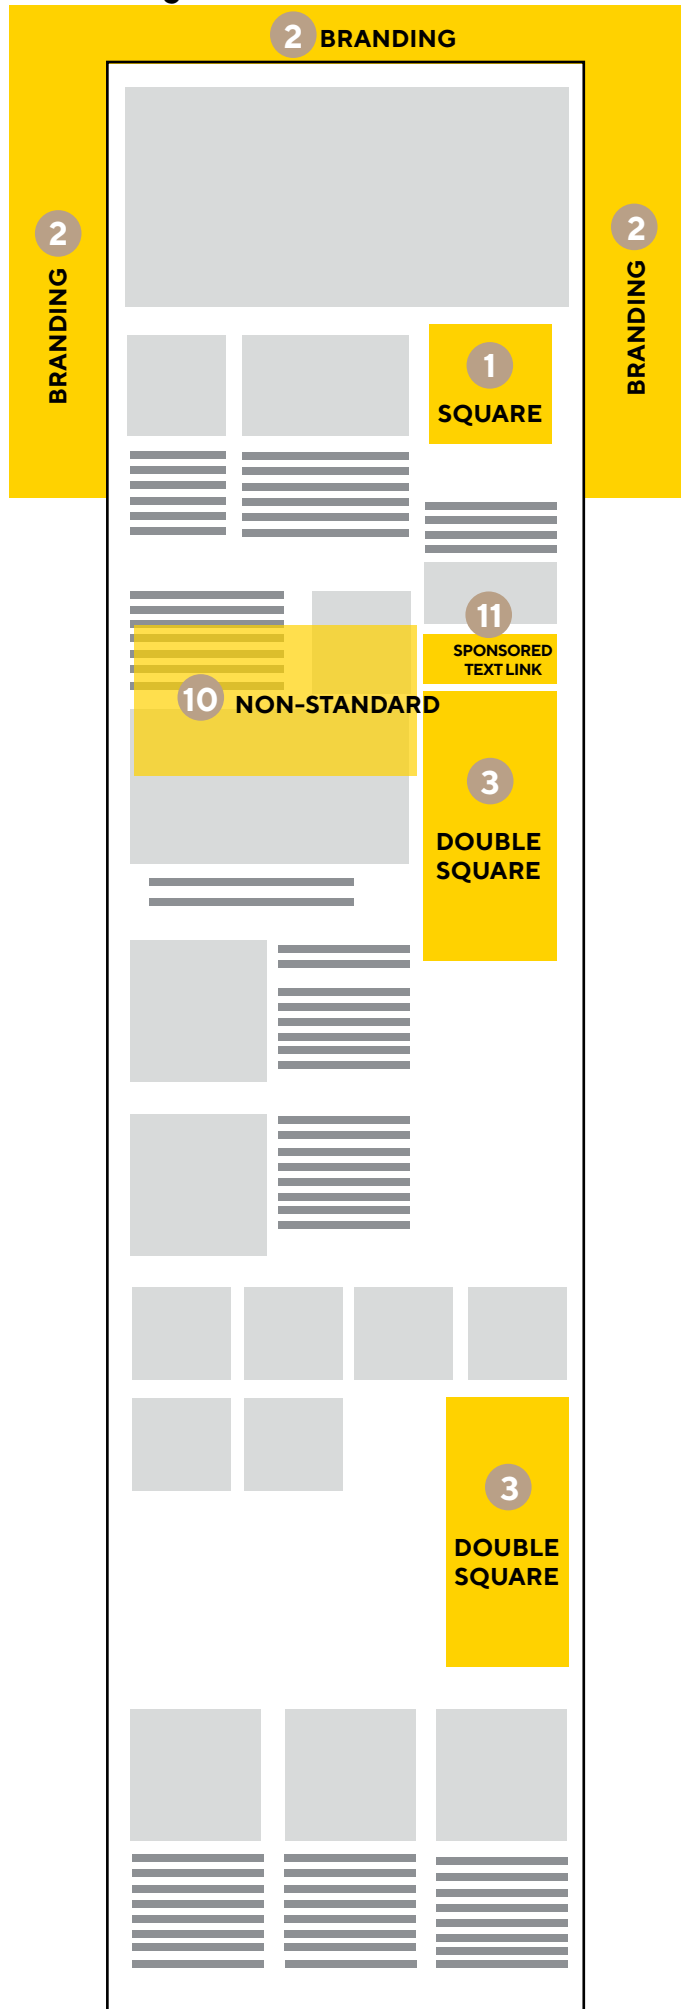 2 BRANDING
2
BRANDING
2
BRANDING
1
SQUARE
11
SPONSORED
TEXT LINK
10 NON-STANDARD
3
DOUBLE
SQUARE
3
DOUBLE
SQUARE